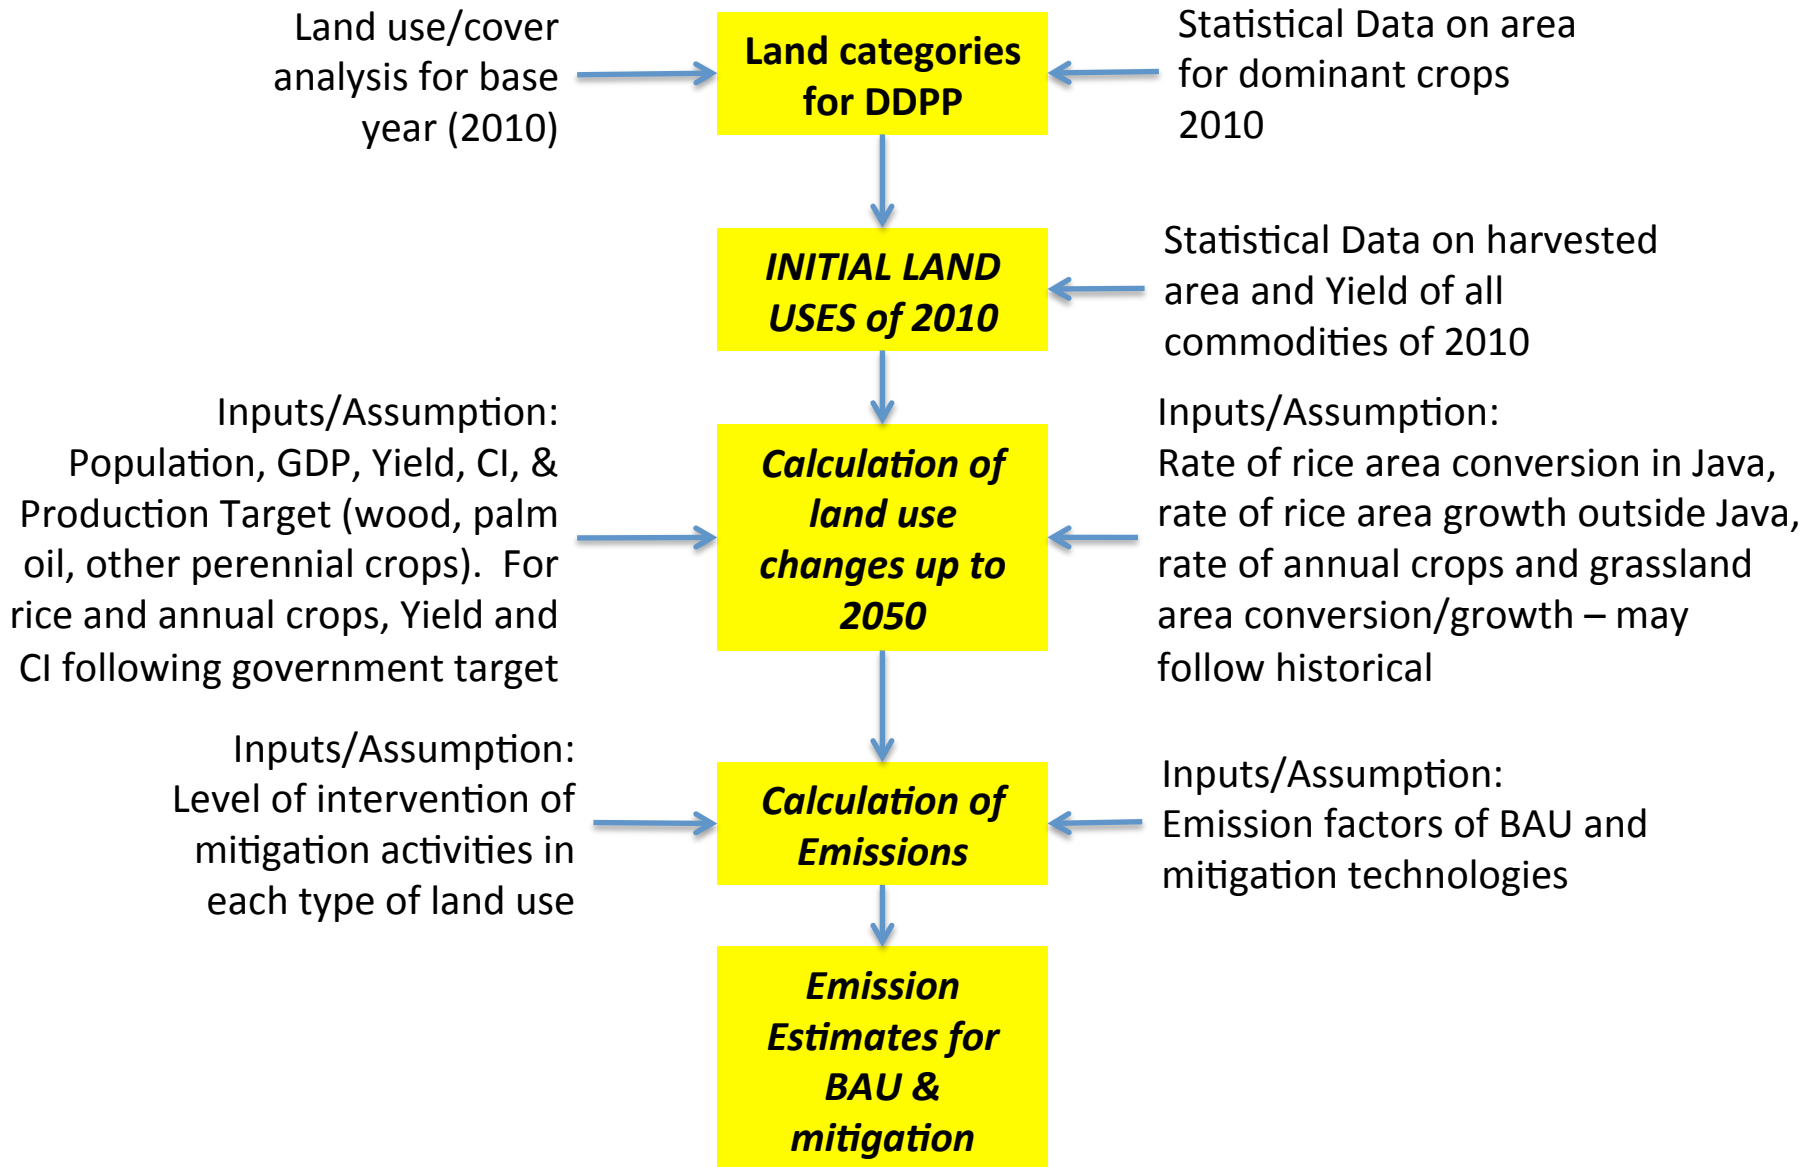 Land use/cover
analysis for base
year (2010)
Land categories
for DDPP
Statistical Data on area
for dominant crops
2010
INITIAL LAND
USES of 2010
Statistical Data on harvested
area and Yield of all
commodities of 2010
Inputs/Assumption:
Population, GDP, Yield, CI, &
Production Target (wood, palm
oil, other perennial crops).  For
rice and annual crops, Yield and
CI following government target
Calculation of
land use
changes up to
2050
Inputs/Assumption:
Rate of rice area conversion in Java,
rate of rice area growth outside Java,
rate of annual crops and grassland
area conversion/growth – may
follow historical
Inputs/Assumption:
Level of intervention of
mitigation activities in
each type of land use
Calculation of
Emissions
Inputs/Assumption:
Emission factors of BAU and
mitigation technologies
Emission
Estimates for
BAU &
mitigation